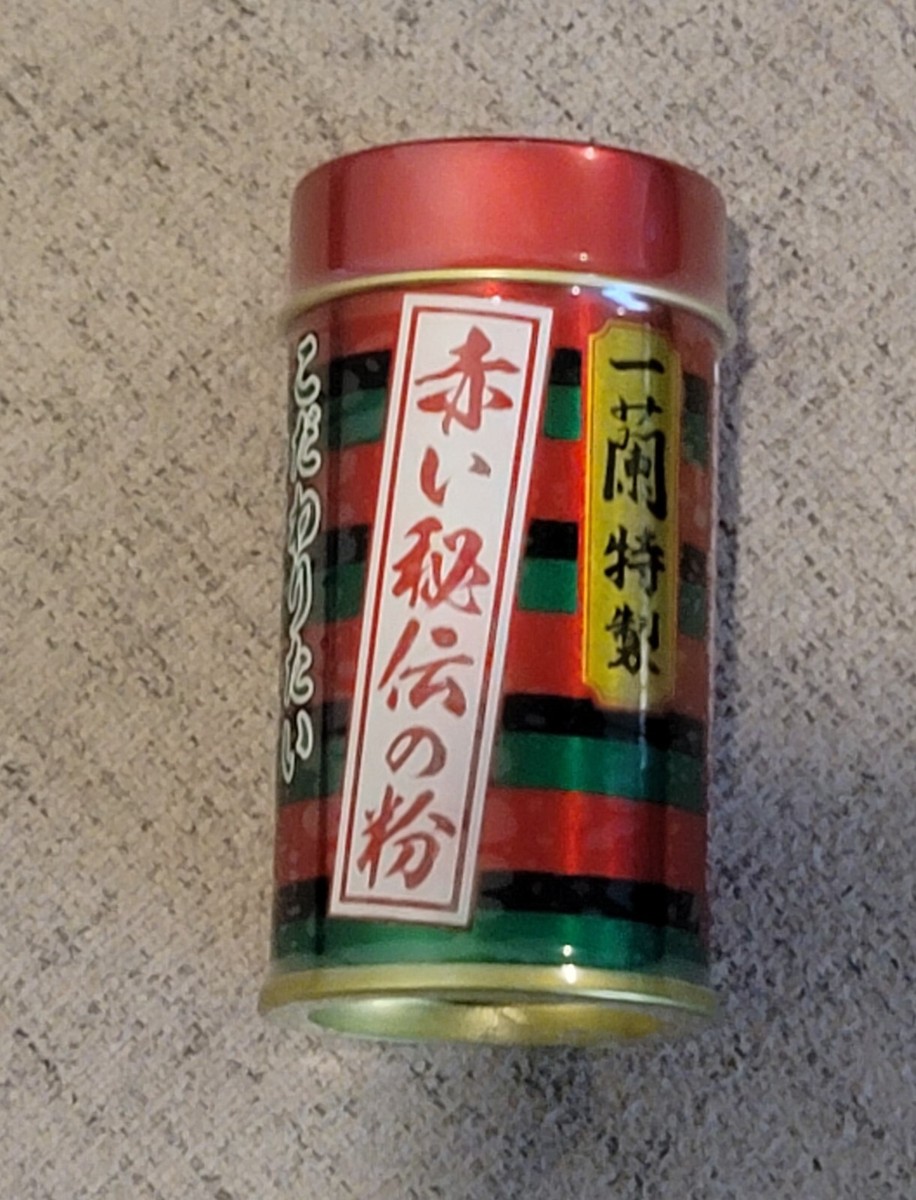 一蘭特製
赤い秘伝の粉
こだわりたい